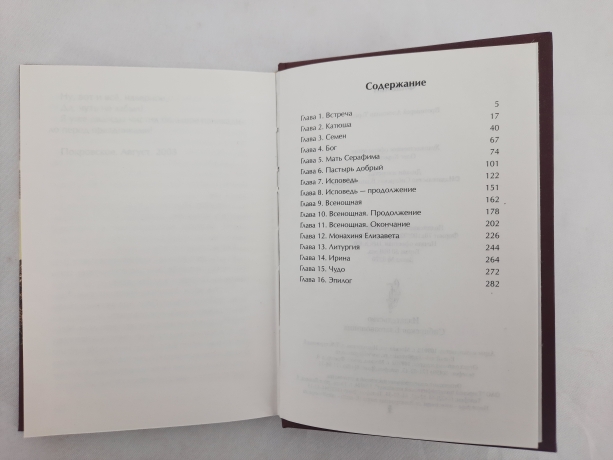 Содержание
Глава 1. Встреча 5
Глава 2. Катюша 17
Глава 3. Семен 40
Глава 4. Бог 67
Глава 5. Мать Серафима 74
Глава 6. Пастырь добрый 101
Глава 7. Исповедь 122
Глава 8. Исповедь — продолжение 151
Глава 9. Всенощная 162
Глава 10. Всенощная. Продолжение 178
Глава 11. Всенощная. Окончание 202
Глава 12. Монахиня Елизавета 226
Глава 13. Литургия 244
Глава 14. Ирина 264
Глава 15. Чудо 272
Глава 16. Эпилог 282